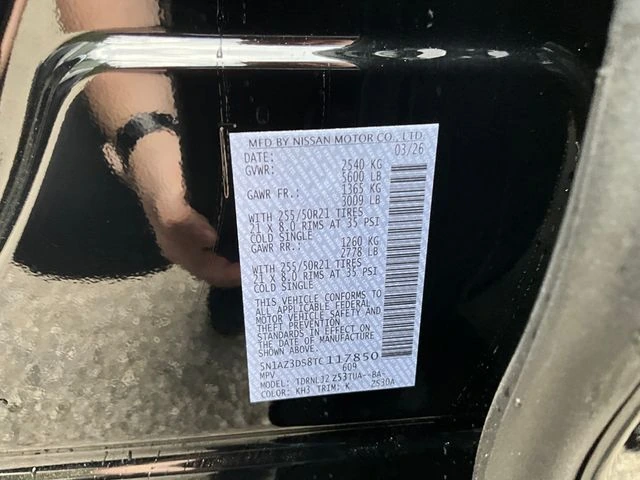 MFD BY NISSAN MOTOR CO., LTD.
DATE: 03/26
GVWR: 2540 KG
5600 LB
GAWR FR.: 1365 KG
3009 LB
WITH 255/50R21 TIRES
21 x 8.0 RIMS AT 35 PSI
COLD SINGLE
GAWR RR.: 1260 KG
2778 LB
WITH 255/50R21 TIRES
21 x 8.0 RIMS AT 35 PSI
COLD SINGLE
THIS VEHICLE CONFORMS TO
ALL APPLICABLE FEDERAL
MOTOR VEHICLE SAFETY AND
THEFT PREVENTION
STANDARDS IN EFFECT ON
THE DATE OF MANUFACTURE
5N1AZ3DS8TC117850
MPV 609
MODEL: TDRNLJZ Z53TUA--BA-
COLOR: KH3 TRIM: K Z53DA